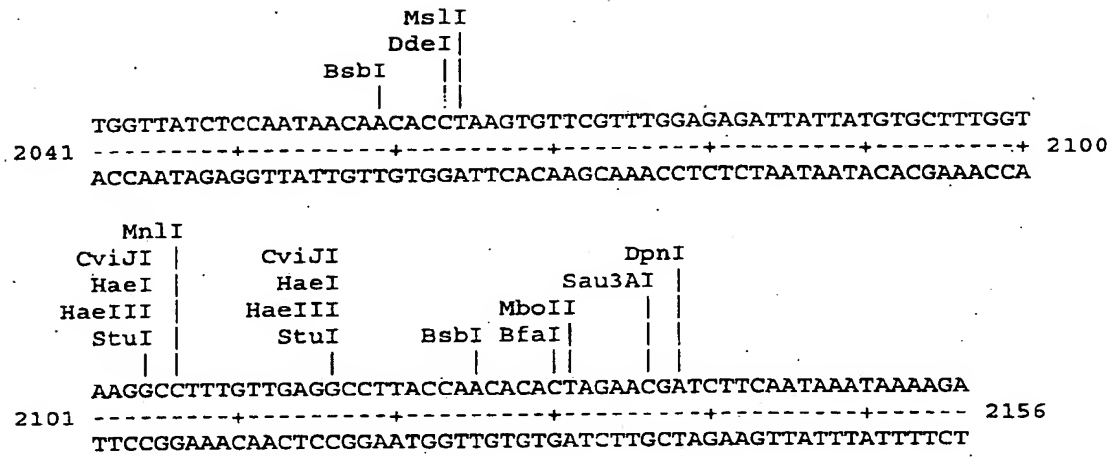 MslI
DdeI|
BsbI || 
TGGTTATCTCCAATAACAACACCTAAGTGTTCGTTTGGAGAGATTATTATGTGCTTTGGT
2041 ---------+---------+---------+---------+---------+---------+ 2100
ACCAATAGAGGTTATTGTTGTGGATTCACAAGCAAACCTCTCTAATAATACACGAAACCA
MnlI
CviJI | CviJI DpnI
HaeI | HaeI Sau3AI |
HaeIII | HaeIII MboII | |
StuI | StuI BsbI BfaI| | |
AAGGCCTTTGTTGAGGCCTTACCAACACACTAGAACGATCTTCAATAAATAAAAGA
2101 ---------+---------+---------+---------+---------+------ 2156
TTCCGGAAACAACTCCGGAATGGTTGTGTGATCTTGCTAGAAGTTATTTATTTTCT